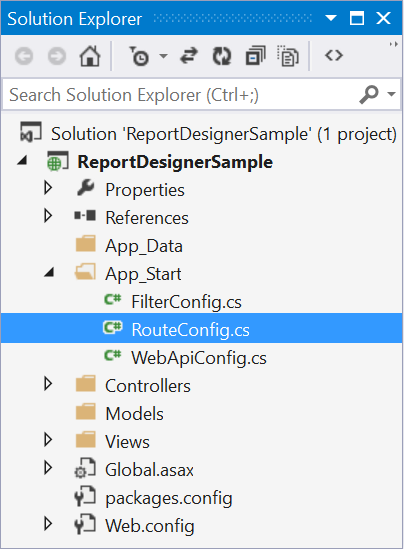 Solution Explorer
Search Solution Explorer (Ctrl+;)
Solution 'ReportDesignerSample' (1 project)
ReportDesignerSample
Properties
References
App_Data
App_Start
C# FilterConfig.cs
C# RouteConfig.cs
C# WebApiConfig.cs
Controllers
Models
Views
Global.asax
packages.config
Web.config